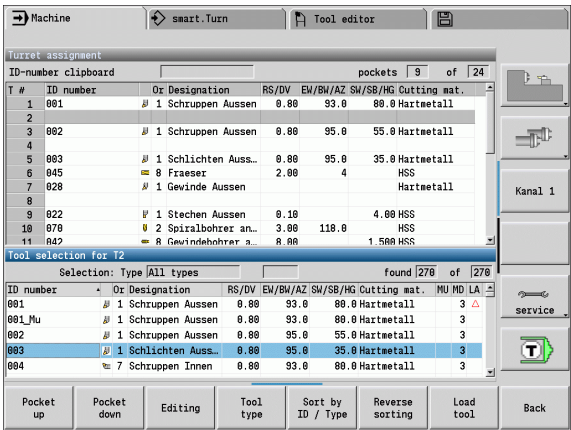 Machine smart.Turn Tool editor
Turret assignment
ID-number clipboard pockets 9 of 24
T # ID number Or Designation RS/DV EW/BW/AZ SW/SB/HG Cutting mat.
1 001 1 Schruppen Aussen 0.80 93.0 80.0 Hartmetall
2
3 002 1 Schruppen Aussen 0.80 95.0 55.0 Hartmetall
4
5 003 1 Schlichten Auss… 0.80 95.0 35.0 Hartmetall
6 045 8 Fraeser 2.00 4 HSS
7 028 1 Gewinde Aussen Hartmetall
8
9 022 1 Stechen Aussen 0.10 4.00 HSS
10 070 2 Spiralbohrer an… 3.00 118.0 HSS
11 042 8 Gewindebohrer a… 8.00 1.500 HSS
Tool selection for T2
Selection: Type All types found 270 of 270
ID number Or Designation RS/DV EW/BW/AZ SW/SB/HG Cutting mat. MU MD LA
001 1 Schruppen Aussen 0.80 93.0 80.0 Hartmetall 3
001_Mu 1 Schruppen Aussen 0.80 93.0 80.0 Hartmetall 3
002 1 Schruppen Aussen 0.80 95.0 55.0 Hartmetall 3
003 1 Schlichten Auss… 0.80 95.0 35.0 Hartmetall 3
004 7 Schruppen Innen 0.80 93.0 80.0 Hartmetall 3
Kanal 1
service
T
Pocket up
Pocket down
Editing
Tool type
Sort by ID / Type
Reverse sorting
Load tool
Back